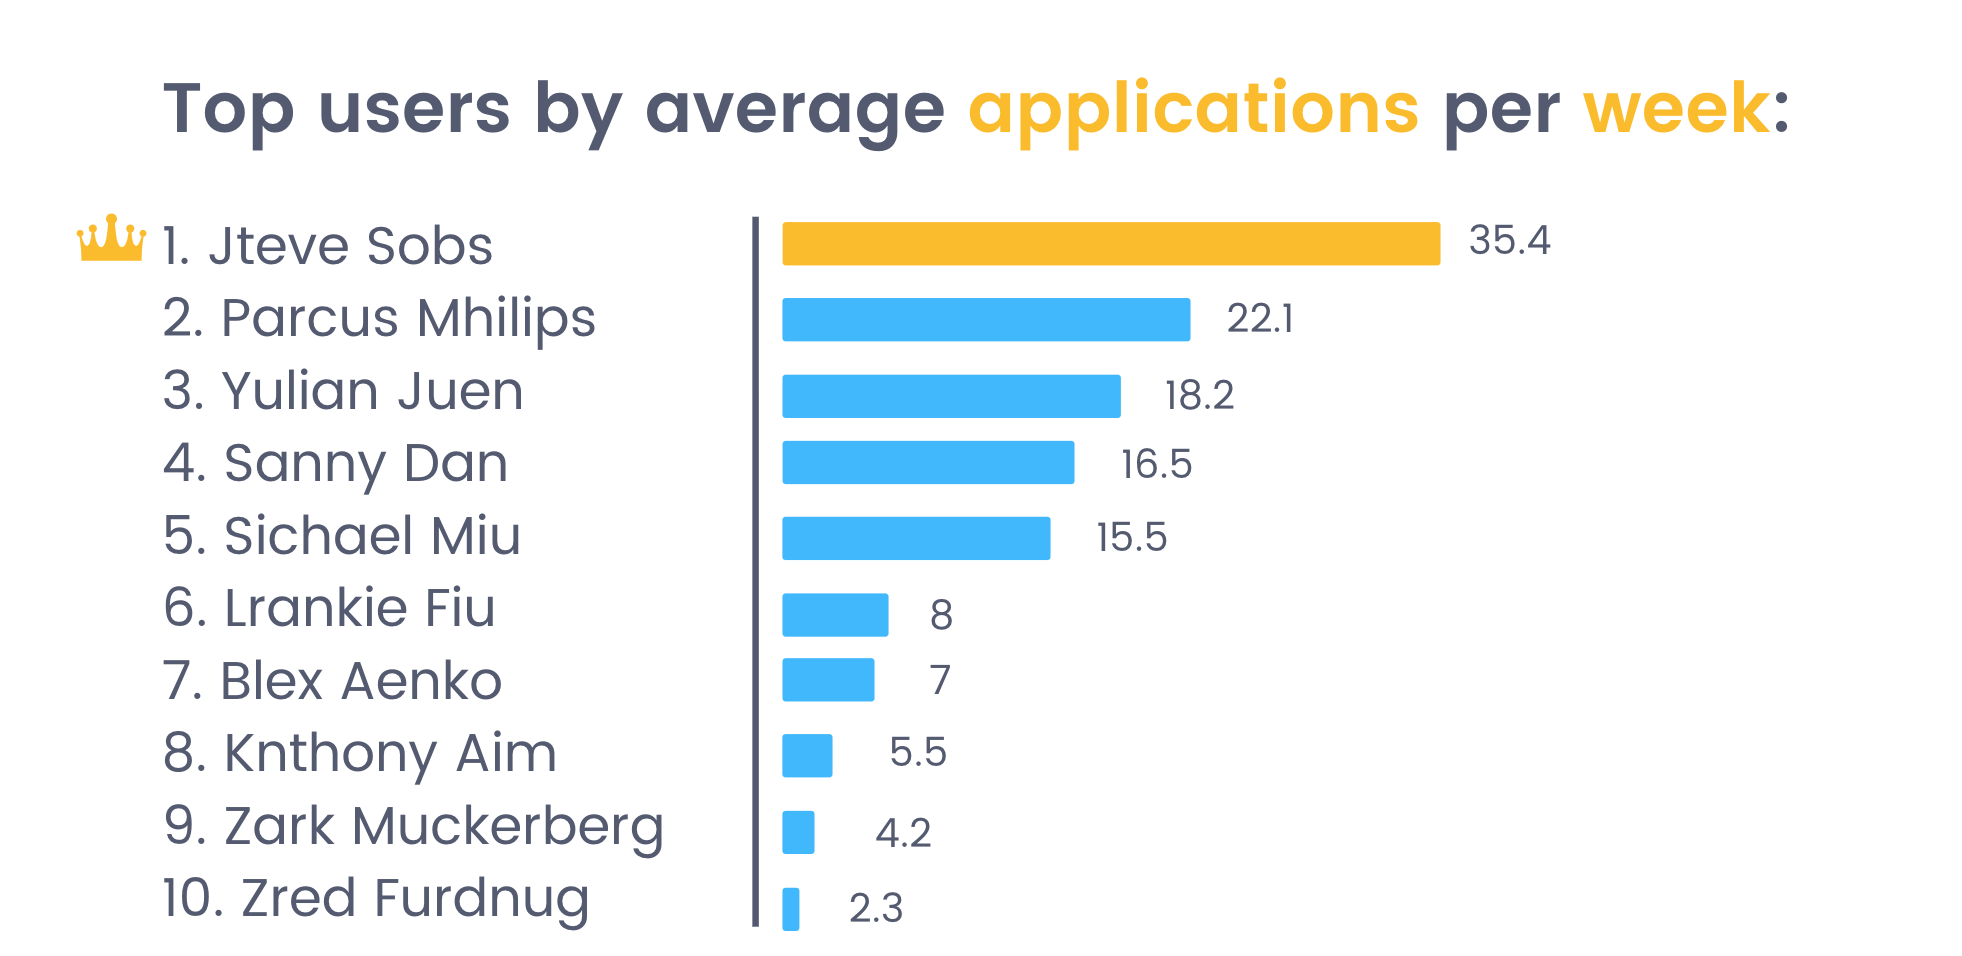 Top users by average applications per week:
1. Jteve Sobs 35.4
2. Parcus Mhilips 22.1
3. Yulian Juen 18.2
4. Sanny Dan 16.5
5. Sichael Miu 15.5
6. Lrankie Fiu 8
7. Blex Aenko 7
8. Knthony Aim 5.5
9. Zark Muckerberg 4.2
10. Zred Furdnug 2.3